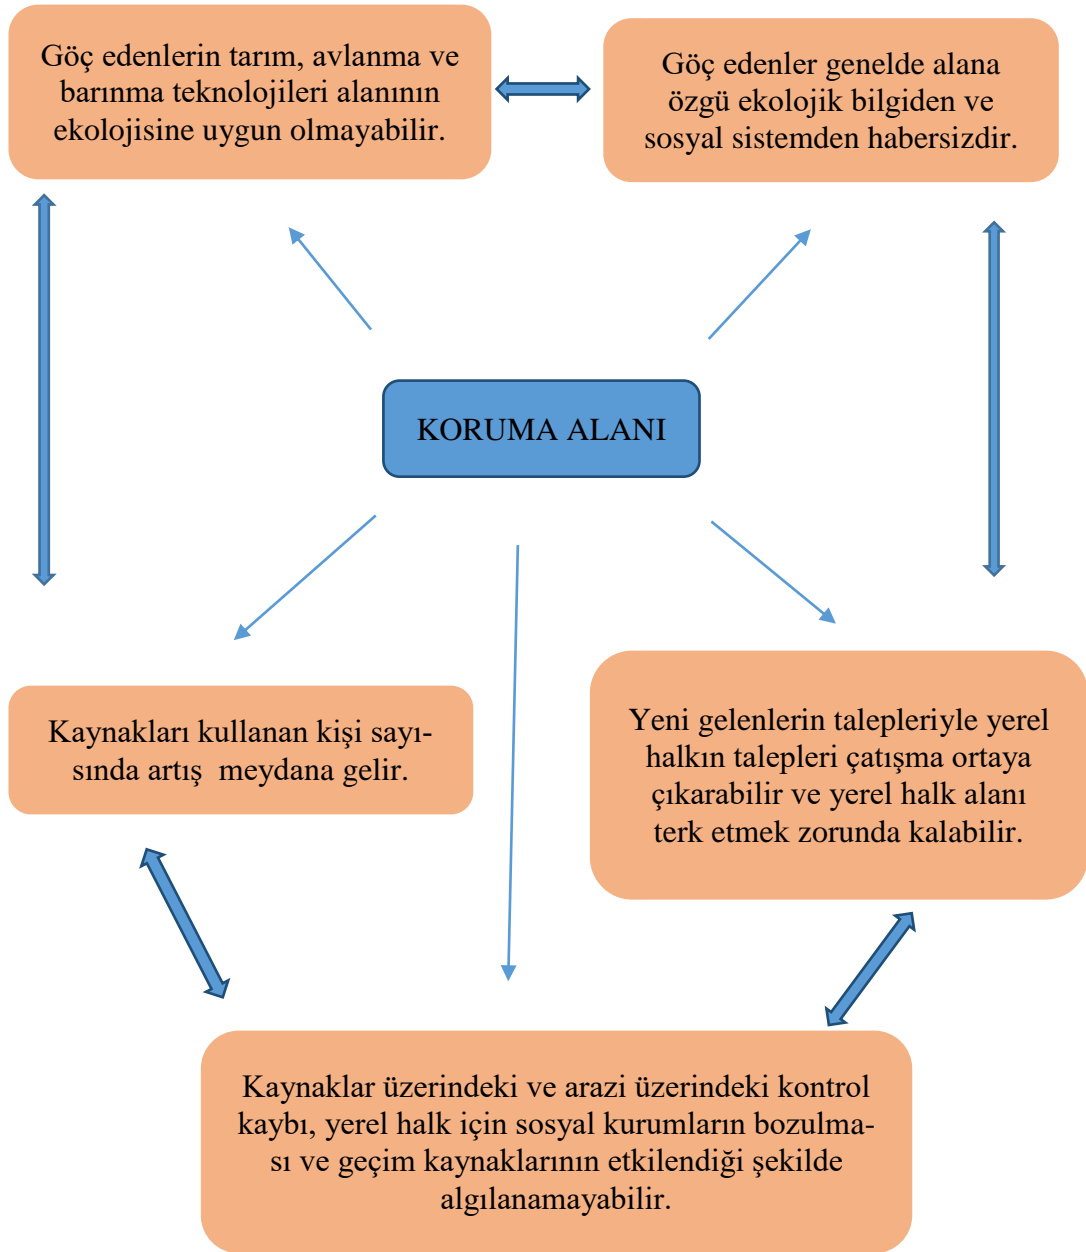 Göç edenlerin tarım, avlanma ve
barınma teknolojileri alanının
ekolojisine uygun olmayabilir.
Göç edenler genelde alana
özgü ekolojik bilgiden ve
sosyal sistemden habersizdir.
KORUMA ALANI
Kaynakları kullanan kişi sayı-
sında artış  meydana gelir.
Yeni gelenlerin talepleriyle yerel
halkın talepleri çatışma ortaya
çıkarabilir ve yerel halk alanı
terk etmek zorunda kalabilir.
Kaynaklar üzerindeki ve arazi üzerindeki kontrol
kaybı, yerel halk için sosyal kurumların bozulma-
sı ve geçim kaynaklarının etkilendiği şekilde
algılanamayabilir.